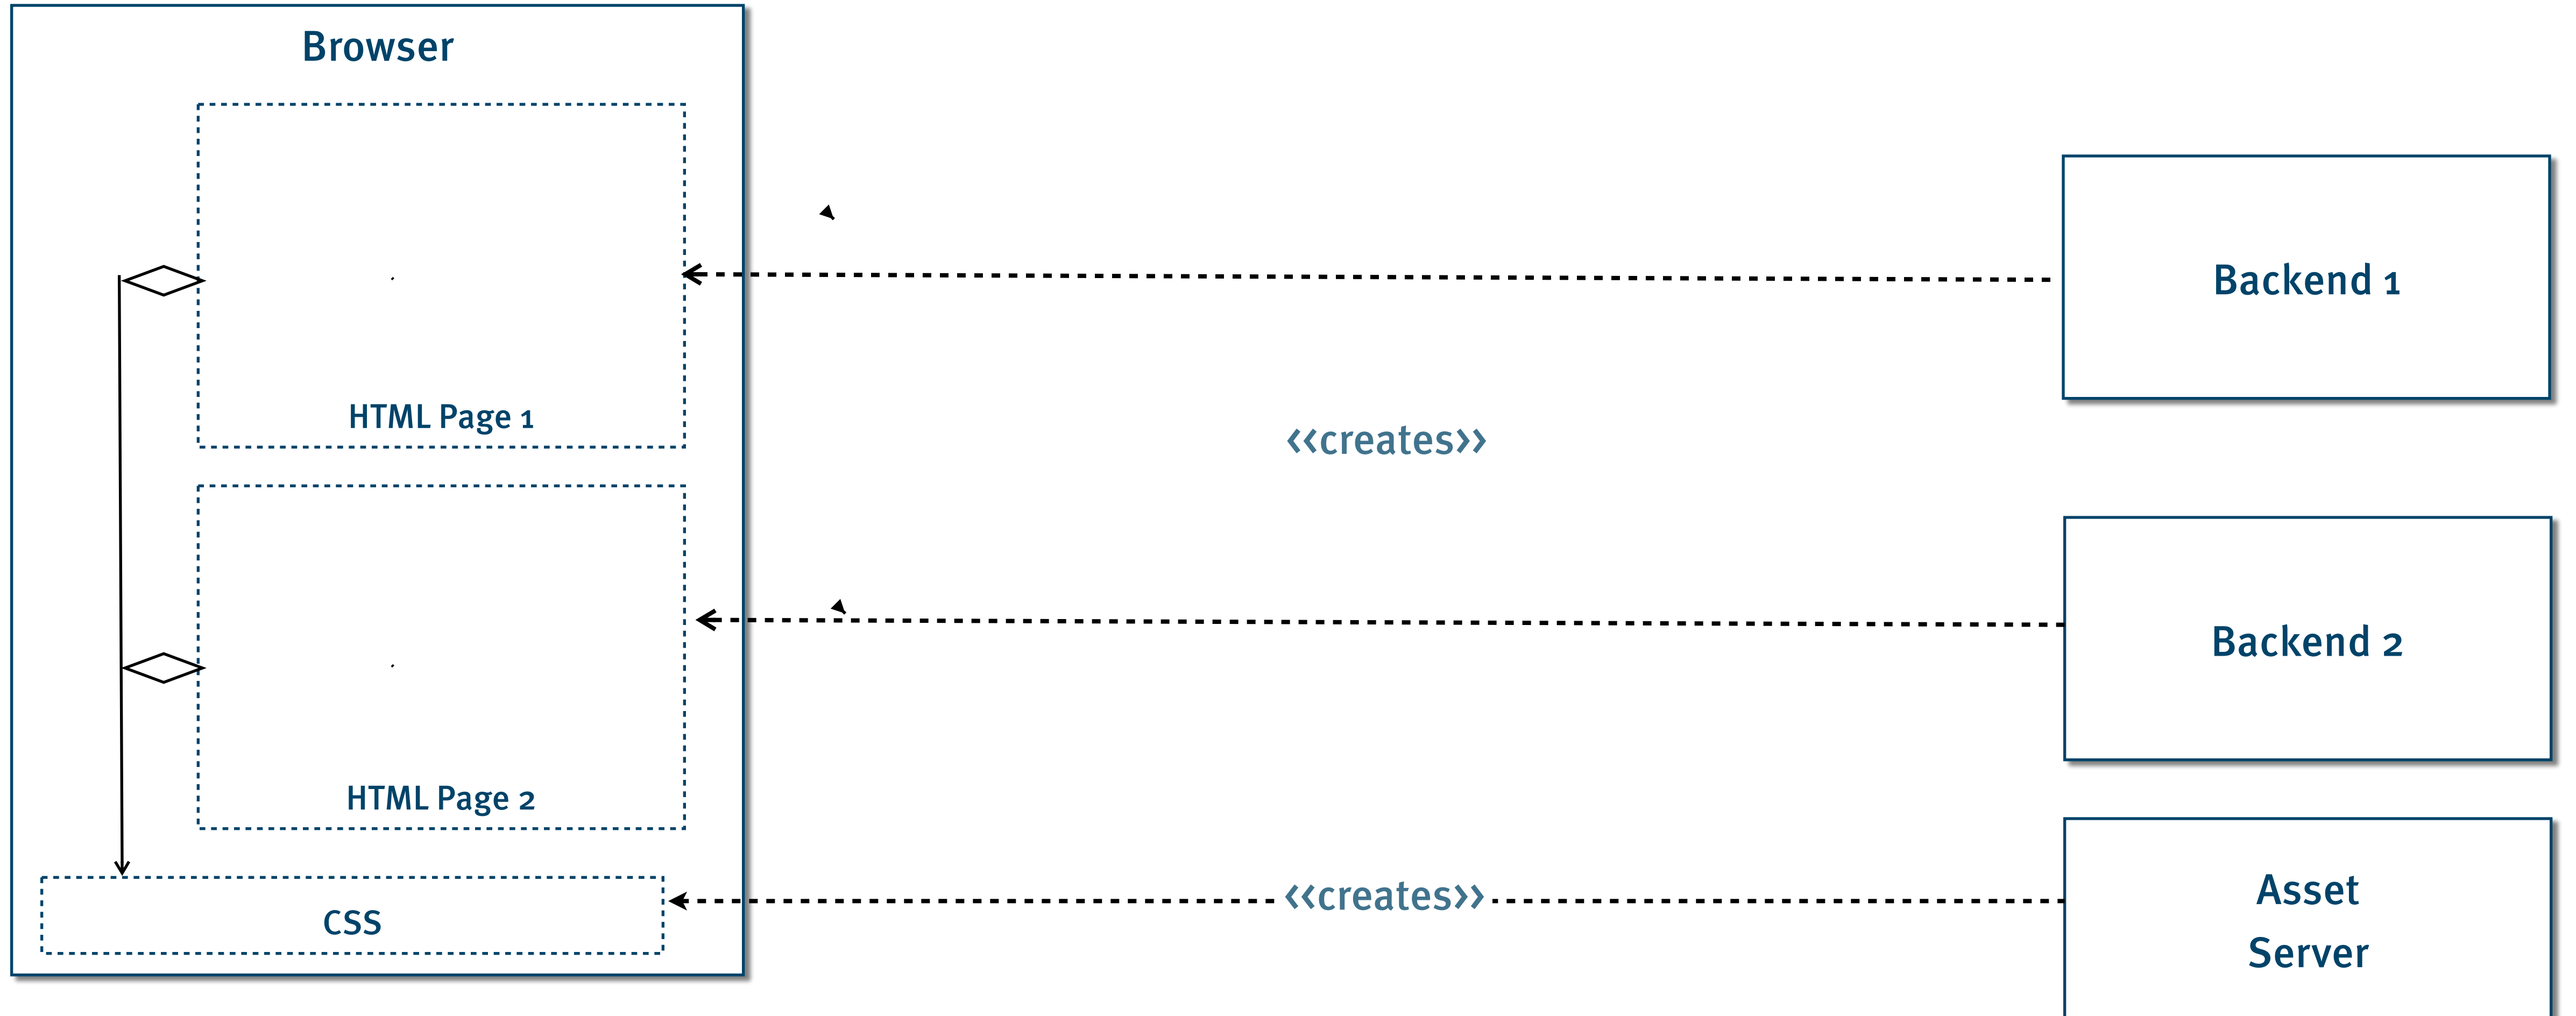 Browser
HTML Page 1
Backend 1
<<creates>>
HTML Page 2
Backend 2
CSS
<<creates>>
Asset
Server